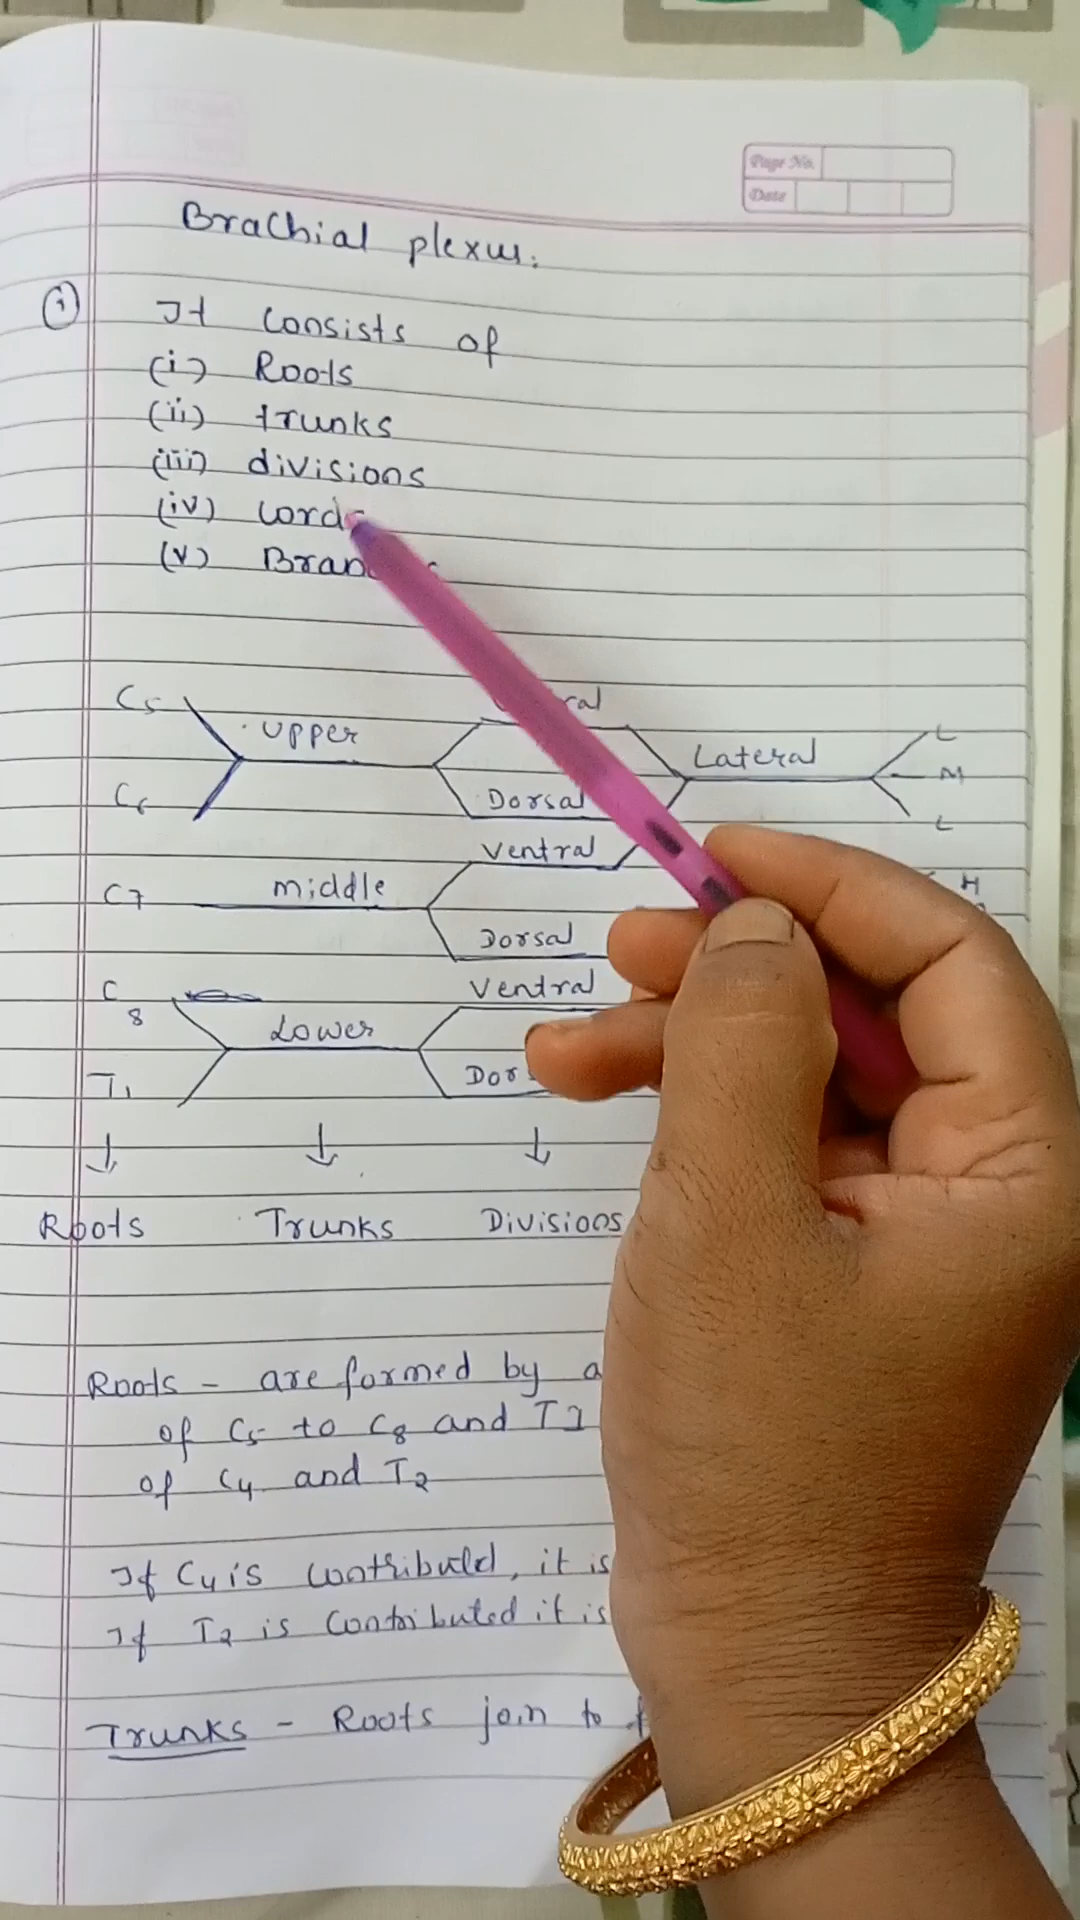 Page No.
Date
Brachial plexus.
1 It consists of
(i) Roots
(ii) trunks
(iii) divisions
(iv) cords
(v)
C5 Upper Lateral L
M
C6 Dorsal L
Ventral
C7 middle M
Dorsal
C8 Ventral
Lower
T1
↓ ↓ ↓
Roots Trunks Divisions
Roots - are formed by
of C5 to C8 and T1
of C4 and T2
If C4 is contributed, it is
If T2 is contributed it is
Trunks - Roots join to